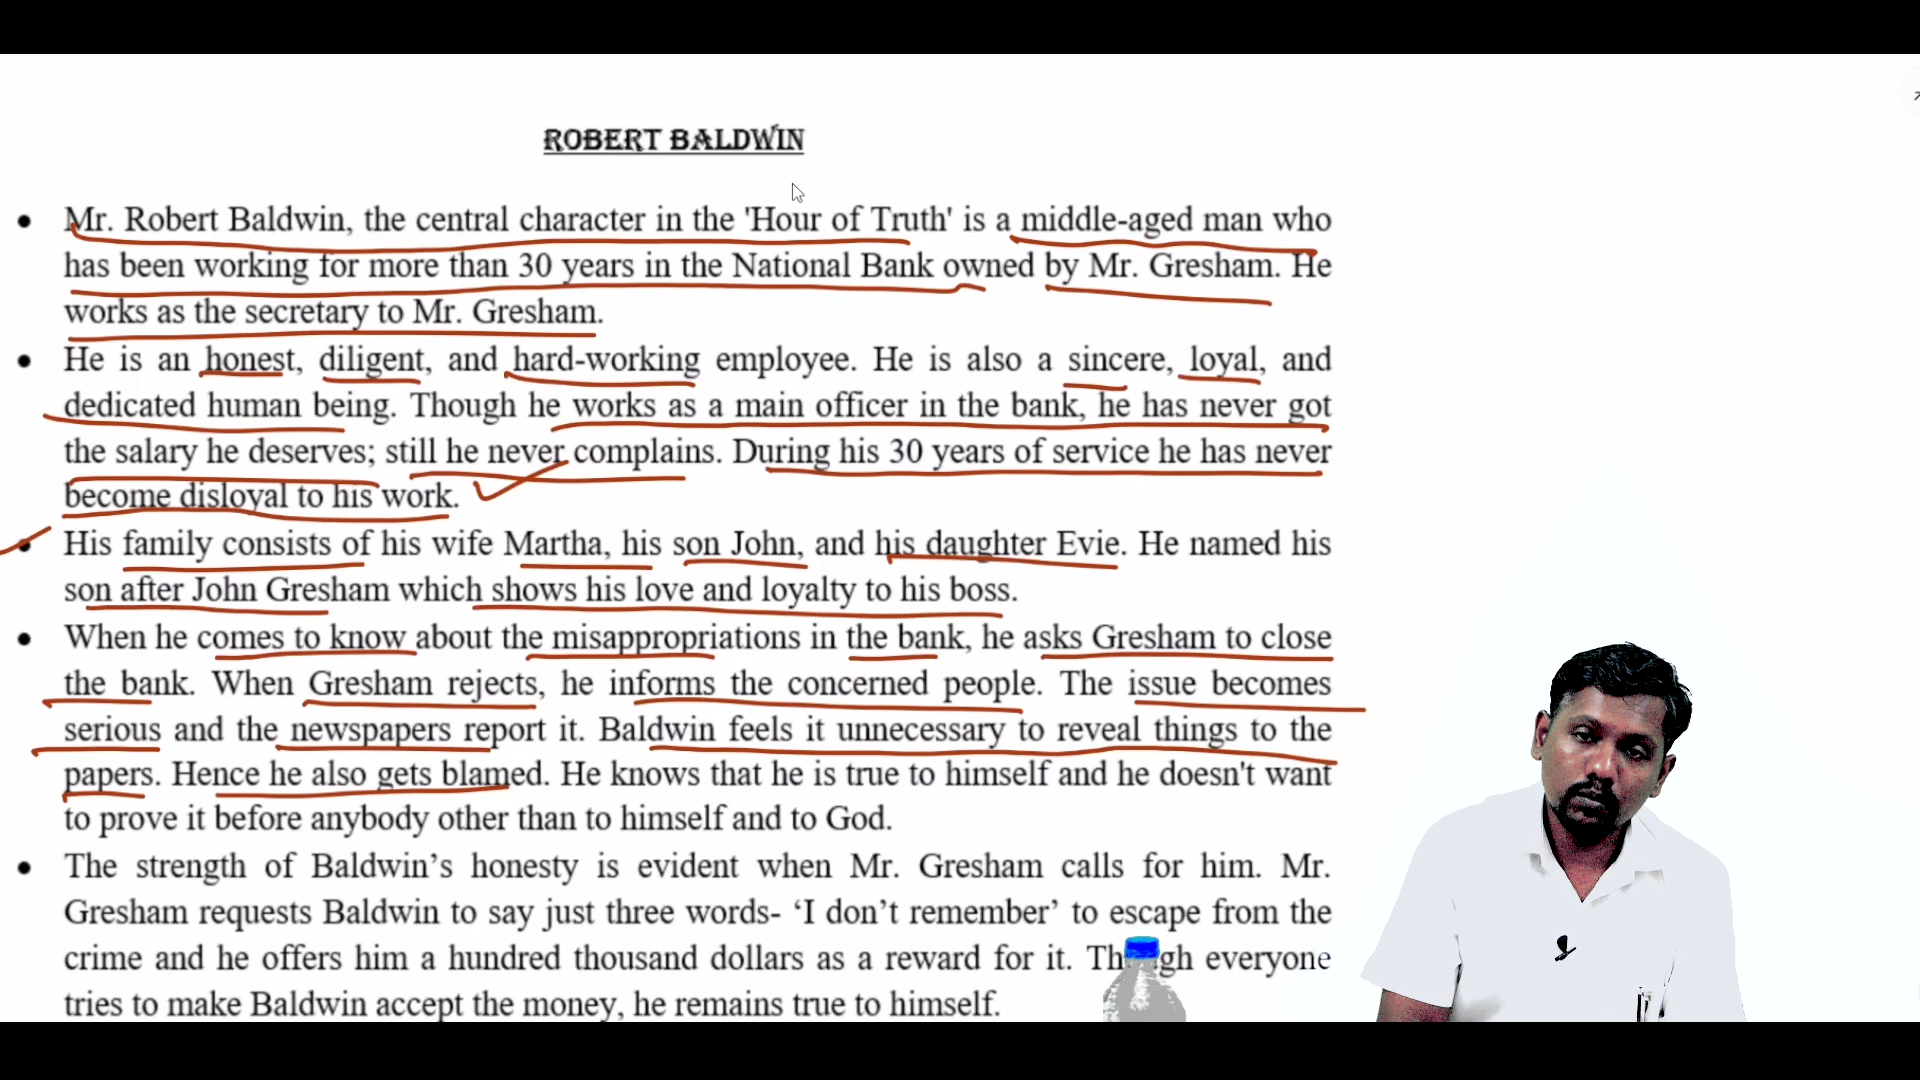 ROBERT BALDWIN
• Mr. Robert Baldwin, the central character in the 'Hour of Truth' is a middle-aged man who
has been working for more than 30 years in the National Bank owned by Mr. Gresham. He
works as the secretary to Mr. Gresham.
• He is an honest, diligent, and hard-working employee. He is also a sincere, loyal, and
dedicated human being. Though he works as a main officer in the bank, he has never got
the salary he deserves; still he never complains. During his 30 years of service he has never
become disloyal to his work.
• His family consists of his wife Martha, his son John, and his daughter Evie. He named his
son after John Gresham which shows his love and loyalty to his boss.
• When he comes to know about the misappropriations in the bank, he asks Gresham to close
the bank. When Gresham rejects, he informs the concerned people. The issue becomes
serious and the newspapers report it. Baldwin feels it unnecessary to reveal things to the
papers. Hence he also gets blamed. He knows that he is true to himself and he doesn't want
to prove it before anybody other than to himself and to God.
• The strength of Baldwin’s honesty is evident when Mr. Gresham calls for him. Mr.
Gresham requests Baldwin to say just three words- ‘I don’t remember’ to escape from the
crime and he offers him a hundred thousand dollars as a reward for it. Though everyone
tries to make Baldwin accept the money, he remains true to himself.